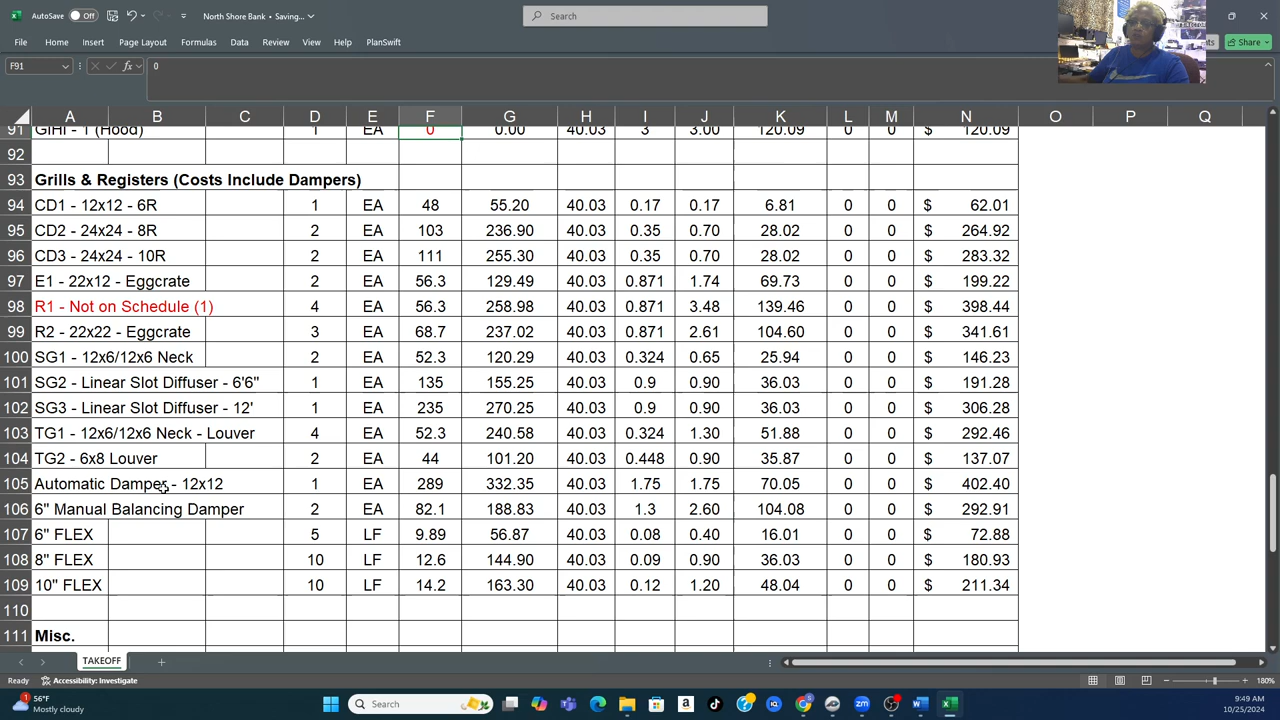 AutoSave Off North Shore Bank • Saving... Search
File Home Insert Page Layout Formulas Data Review View Help PlanSwift Share
F91 fx 0
A B C D E F G H I J K L M N O P Q
91 GIHI - 1 (Hood) 1 EA 0 0.00 40.03 3 3.00 120.09 0 0 $ 120.09
92
93 Grills & Registers (Costs Include Dampers)
94 CD1 - 12x12 - 6R 1 EA 48 55.20 40.03 0.17 0.17 6.81 0 0 $ 62.01
95 CD2 - 24x24 - 8R 2 EA 103 236.90 40.03 0.35 0.70 28.02 0 0 $ 264.92
96 CD3 - 24x24 - 10R 2 EA 111 255.30 40.03 0.35 0.70 28.02 0 0 $ 283.32
97 E1 - 22x12 - Eggcrate 2 EA 56.3 129.49 40.03 0.871 1.74 69.73 0 0 $ 199.22
98 R1 - Not on Schedule (1) 4 EA 56.3 258.98 40.03 0.871 3.48 139.46 0 0 $ 398.44
99 R2 - 22x22 - Eggcrate 3 EA 68.7 237.02 40.03 0.871 2.61 104.60 0 0 $ 341.61
100 SG1 - 12x6/12x6 Neck 2 EA 52.3 120.29 40.03 0.324 0.65 25.94 0 0 $ 146.23
101 SG2 - Linear Slot Diffuser - 6'6" 1 EA 135 155.25 40.03 0.9 0.90 36.03 0 0 $ 191.28
102 SG3 - Linear Slot Diffuser - 12' 1 EA 235 270.25 40.03 0.9 0.90 36.03 0 0 $ 306.28
103 TG1 - 12x6/12x6 Neck - Louver 4 EA 52.3 240.58 40.03 0.324 1.30 51.88 0 0 $ 292.46
104 TG2 - 6x8 Louver 2 EA 44 101.20 40.03 0.448 0.90 35.87 0 0 $ 137.07
105 Automatic Damper - 12x12 1 EA 289 332.35 40.03 1.75 1.75 70.05 0 0 $ 402.40
106 6" Manual Balancing Damper 2 EA 82.1 188.83 40.03 1.3 2.60 104.08 0 0 $ 292.91
107 6" FLEX 5 LF 9.89 56.87 40.03 0.08 0.40 16.01 0 0 $ 72.88
108 8" FLEX 10 LF 12.6 144.90 40.03 0.09 0.90 36.03 0 0 $ 180.93
109 10" FLEX 10 LF 14.2 163.30 40.03 0.12 1.20 48.04 0 0 $ 211.34
110
111 Misc.
TAKEOFF
Ready Accessibility: Investigate 180%
56°F
Mostly cloudy
Search
9:49 AM
10/25/2024